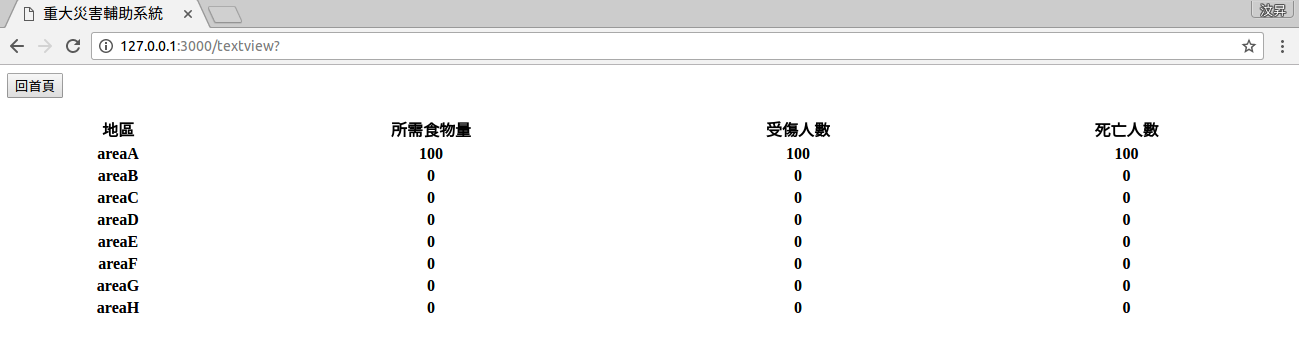 重大災害輔助系統
汶昇
127.0.0.1:3000/textview?
回首頁
地區 所需食物量 受傷人數 死亡人數
areaA 100 100 100
areaB 0 0 0
areaC 0 0 0
areaD 0 0 0
areaE 0 0 0
areaF 0 0 0
areaG 0 0 0
areaH 0 0 0